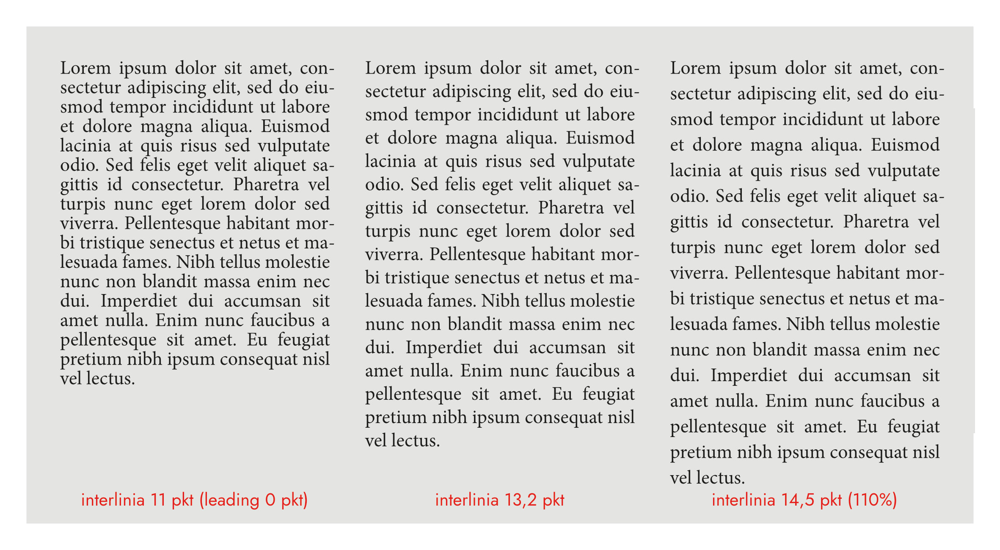 Lorem ipsum dolor sit amet, con-
sectetur adipiscing elit, sed do eiu-
smod tempor incididunt ut labore
et dolore magna aliqua. Euismod
lacinia at quis risus sed vulputate
odio. Sed felis eget velit aliquet sa-
gittis id consectetur. Pharetra vel
turpis nunc eget lorem dolor sed
viverra. Pellentesque habitant mor-
bi tristique senectus et netus et ma-
lesuada fames. Nibh tellus molestie
nunc non blandit massa enim nec
dui. Imperdiet dui accumsan sit
amet nulla. Enim nunc faucibus a
pellentesque sit amet. Eu feugiat
pretium nibh ipsum consequat nisl
vel lectus.
interlinia 11 pkt (leading 0 pkt)
Lorem ipsum dolor sit amet, con-
sectetur adipiscing elit, sed do eiu-
smod tempor incididunt ut labore
et dolore magna aliqua. Euismod
lacinia at quis risus sed vulputate
odio. Sed felis eget velit aliquet sa-
gittis id consectetur. Pharetra vel
turpis nunc eget lorem dolor sed
viverra. Pellentesque habitant mor-
bi tristique senectus et netus et ma-
lesuada fames. Nibh tellus molestie
nunc non blandit massa enim nec
dui. Imperdiet dui accumsan sit
amet nulla. Enim nunc faucibus a
pellentesque sit amet. Eu feugiat
pretium nibh ipsum consequat nisl
vel lectus.
interlinia 13,2 pkt
Lorem ipsum dolor sit amet, con-
sectetur adipiscing elit, sed do eiu-
smod tempor incididunt ut labore
et dolore magna aliqua. Euismod
lacinia at quis risus sed vulputate
odio. Sed felis eget velit aliquet sa-
gittis id consectetur. Pharetra vel
turpis nunc eget lorem dolor sed
viverra. Pellentesque habitant mor-
bi tristique senectus et netus et ma-
lesuada fames. Nibh tellus molestie
nunc non blandit massa enim nec
dui. Imperdiet dui accumsan sit
amet nulla. Enim nunc faucibus a
pellentesque sit amet. Eu feugiat
pretium nibh ipsum consequat nisl
vel lectus.
interlinia 14,5 pkt (110%)